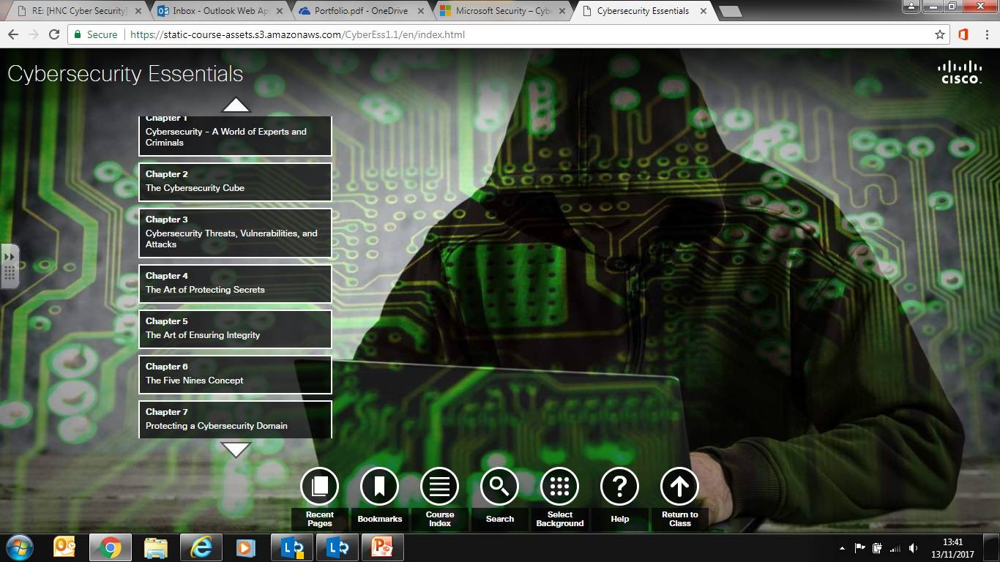 RE: [HNC Cyber Security]
Inbox - Outlook Web Ap
Portfolio.pdf - OneDrive
Microsoft Security – Cybe
Cybersecurity Essentials
Secure
https://static-course-assets.s3.amazonaws.com/CyberEss1.1/en/index.html
Cybersecurity Essentials
CISCO
Chapter 1
Cybersecurity – A World of Experts and
Criminals
Chapter 2
The Cybersecurity Cube
Chapter 3
Cybersecurity Threats, Vulnerabilities, and
Attacks
Chapter 4
The Art of Protecting Secrets
Chapter 5
The Art of Ensuring Integrity
Chapter 6
The Five Nines Concept
Chapter 7
Protecting a Cybersecurity Domain
Recent
Pages
Bookmarks
Course
Index
Search
Select
Background
Help
Return to
Class
13:41
13/11/2017